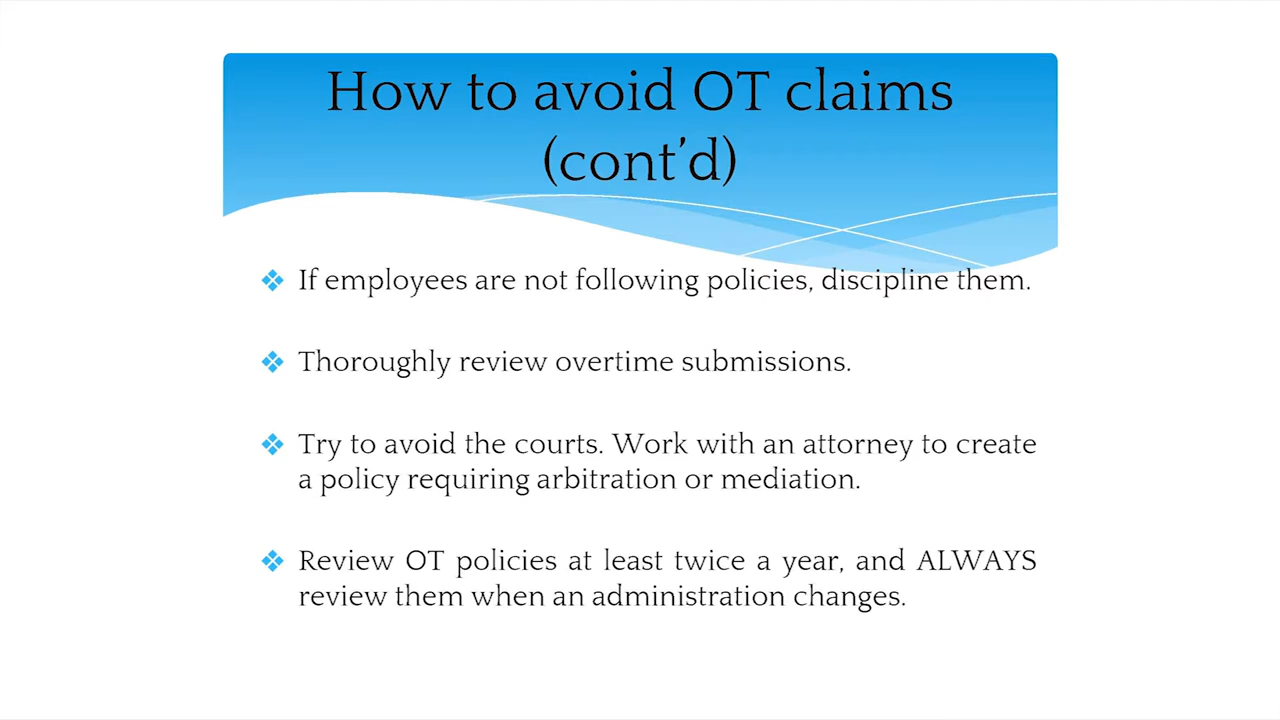 How to avoid OT claims
(cont’d)
If employees are not following policies, discipline them.
Thoroughly review overtime submissions.
Try to avoid the courts. Work with an attorney to create
a policy requiring arbitration or mediation.
Review OT policies at least twice a year, and ALWAYS
review them when an administration changes.